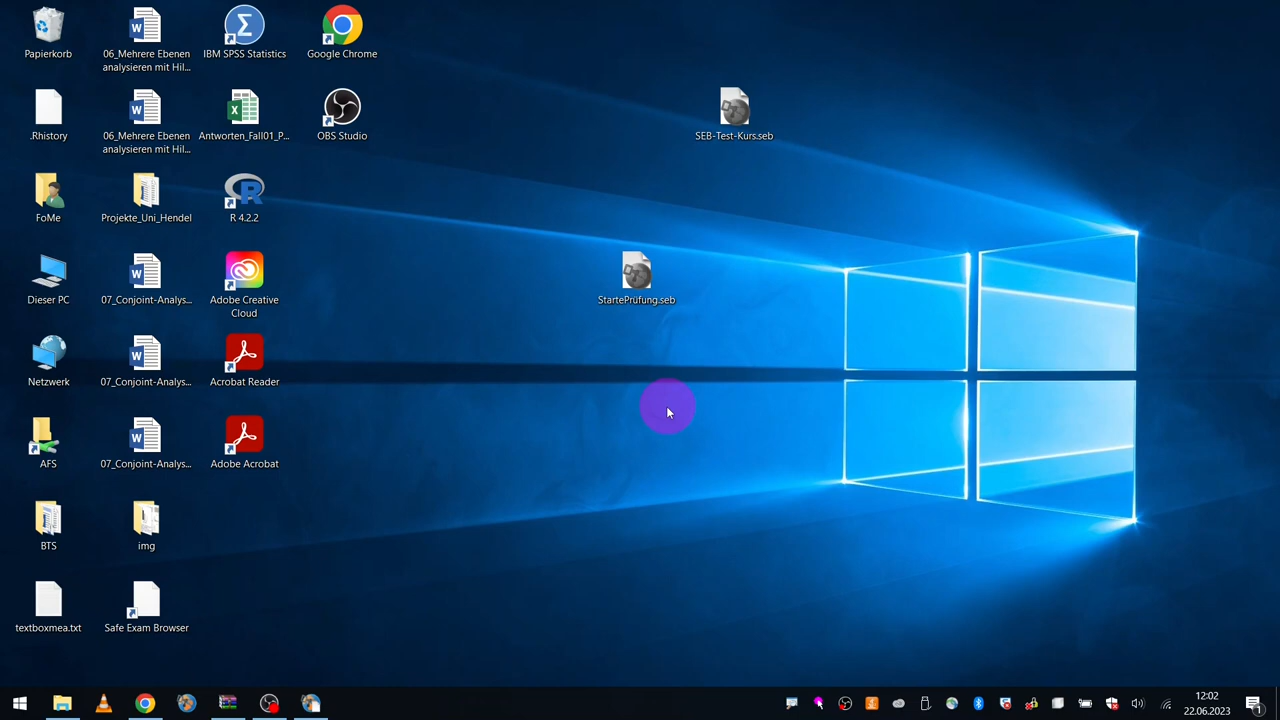 Papierkorb
06_Mehrere Ebenen
analysieren mit Hil...
IBM SPSS Statistics
Google Chrome
.Rhistory
06_Mehrere Ebenen
analysieren mit Hil...
Antworten_Fall01_P...
OBS Studio
SEB-Test-Kurs.seb
FoMe
Projekte_Uni_Hendel
R 4.2.2
Dieser PC
07_Conjoint-Analys...
Adobe Creative
Cloud
StartePrüfung.seb
Netzwerk
07_Conjoint-Analys...
Acrobat Reader
AFS
07_Conjoint-Analys...
Adobe Acrobat
BTS
img
textboxmea.txt
Safe Exam Browser
12:02
22.06.2023